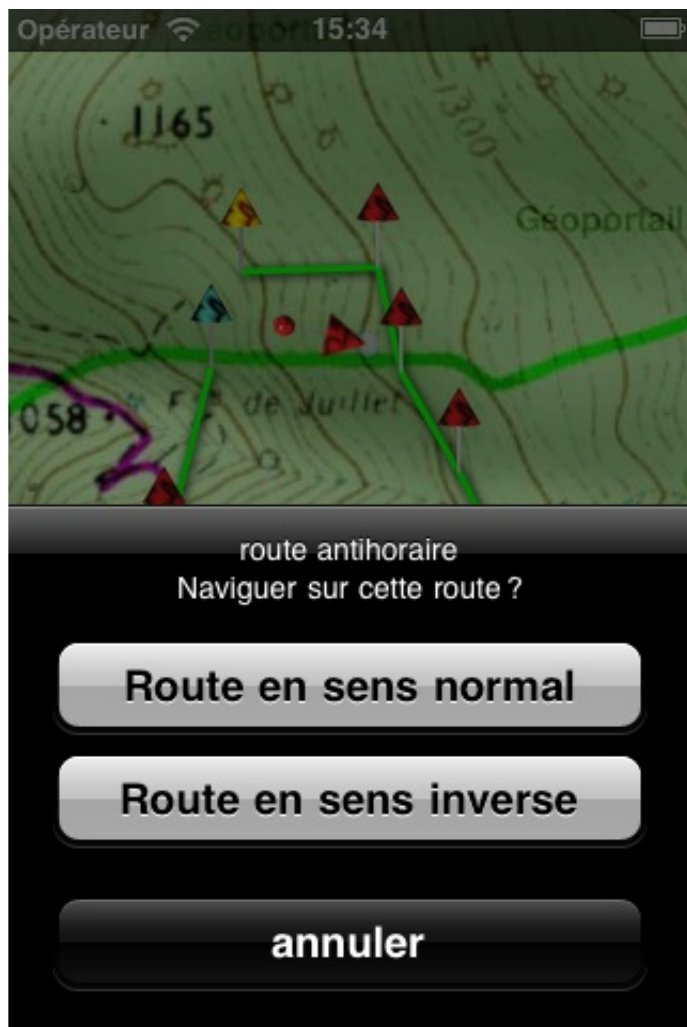 Opérateur 15:34
1165
1300
Géoportail
058
de Juillet
route antihoraire
Naviguer sur cette route ?
Route en sens normal
Route en sens inverse
annuler